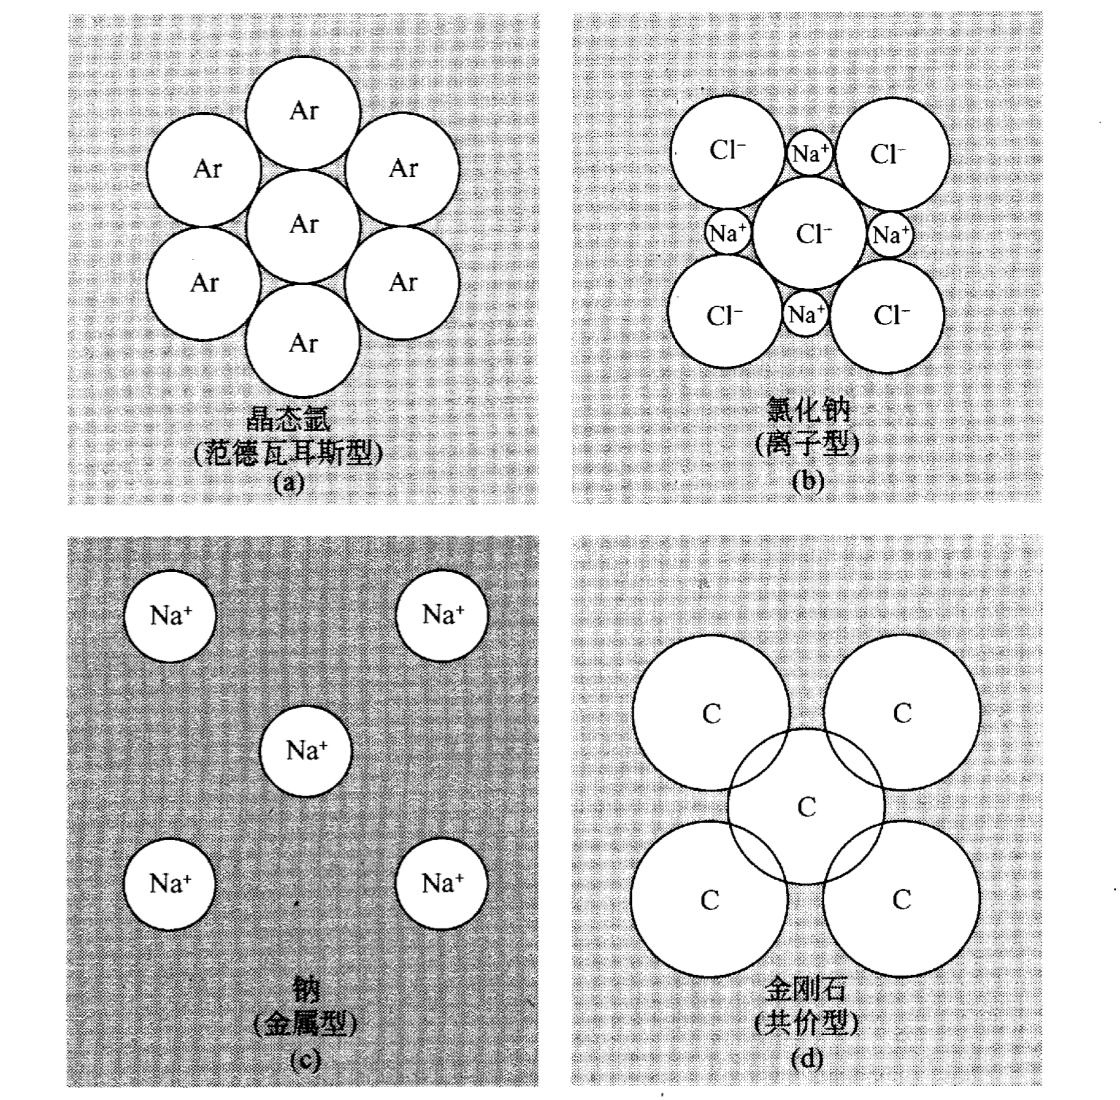 Ar
Ar
Ar
Ar
Ar
Ar
Ar
晶态氩
(范德瓦耳斯型)
(a)
Cl⁻ Na⁺ Cl⁻
Na⁺ Cl⁻ Na⁺
Cl⁻ Na⁺ Cl⁻
氯化钠
(离子型)
(b)
Na⁺ Na⁺
Na⁺
Na⁺ Na⁺
钠
(金属型)
(c)
C C
C
C C
金刚石
(共价型)
(d)